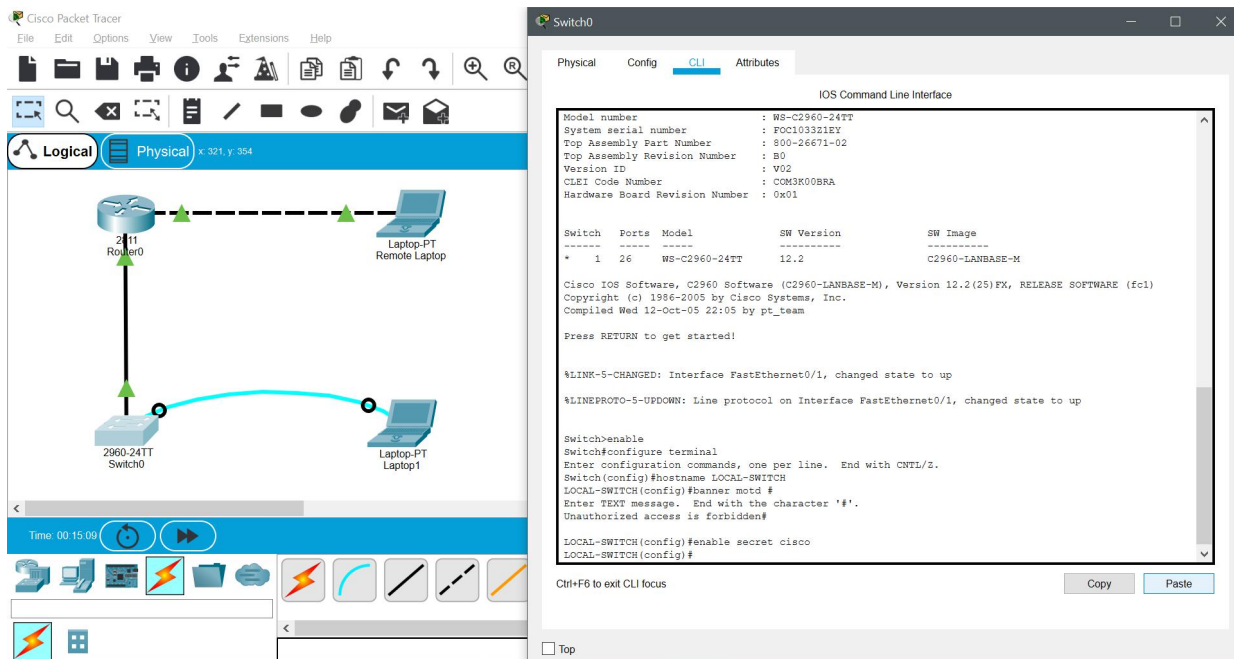 Cisco Packet Tracer
File Edit Options View Tools Extensions Help
Logical
Physical x: 321, y: 354
2811
Router0
Laptop-PT
Remote Laptop
2960-24TT
Switch0
Laptop-PT
Laptop1
Time: 00:15:09
Switch0
Physical Config CLI Attributes
IOS Command Line Interface
Model number : WS-C2960-24TT
System serial number : FOC1033Z1EY
Top Assembly Part Number : 800-26671-02
Top Assembly Revision Number : B0
Version ID : V02
CLEI Code Number : COM3K00BRA
Hardware Board Revision Number : 0x01
Switch Ports Model SW Version SW Image
------ ----- ----- ---------- ----------
* 1 26 WS-C2960-24TT 12.2 C2960-LANBASE-M
Cisco IOS Software, C2960 Software (C2960-LANBASE-M), Version 12.2(25)FX, RELEASE SOFTWARE (fc1)
Copyright (c) 1986-2005 by Cisco Systems, Inc.
Compiled Wed 12-Oct-05 22:05 by pt_team
Press RETURN to get started!
%LINK-5-CHANGED: Interface FastEthernet0/1, changed state to up
%LINEPROTO-5-UPDOWN: Line protocol on Interface FastEthernet0/1, changed state to up
Switch>enable
Switch#configure terminal
Enter configuration commands, one per line. End with CNTL/Z.
Switch(config)#hostname LOCAL-SWITCH
LOCAL-SWITCH(config)#banner motd #
Enter TEXT message. End with the character '#'.
Unauthorized access is forbidden#
LOCAL-SWITCH(config)#enable secret cisco
LOCAL-SWITCH(config)#
Ctrl+F6 to exit CLI focus
Copy Paste
Top